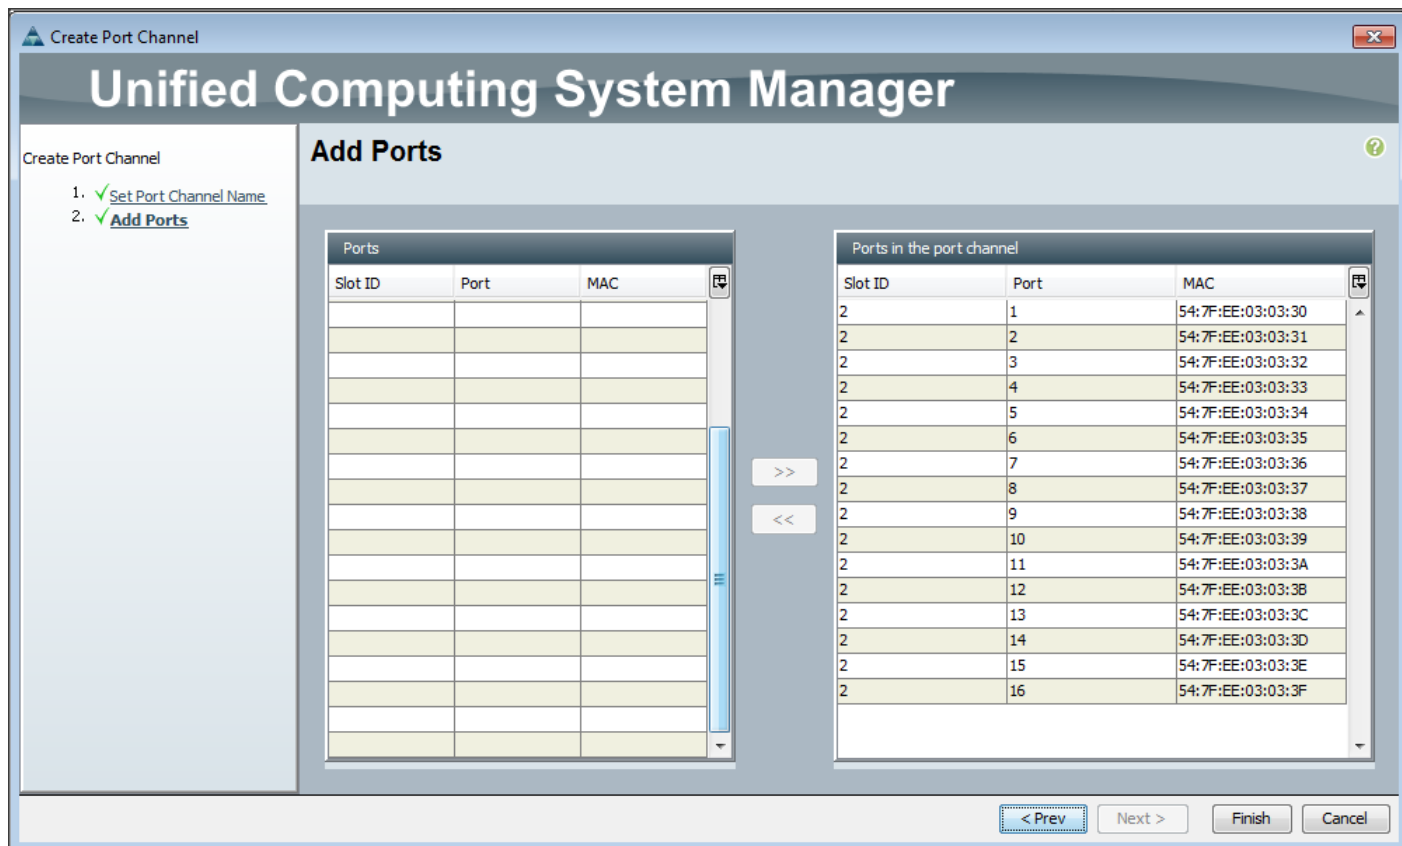 Create Port Channel
Unified Computing System Manager
Create Port Channel
1. Set Port Channel Name
2. Add Ports
Add Ports
?
Ports
Slot ID Port MAC
>>
<<
Ports in the port channel
Slot ID Port MAC
2 1 54:7F:EE:03:03:30
2 2 54:7F:EE:03:03:31
2 3 54:7F:EE:03:03:32
2 4 54:7F:EE:03:03:33
2 5 54:7F:EE:03:03:34
2 6 54:7F:EE:03:03:35
2 7 54:7F:EE:03:03:36
2 8 54:7F:EE:03:03:37
2 9 54:7F:EE:03:03:38
2 10 54:7F:EE:03:03:39
2 11 54:7F:EE:03:03:3A
2 12 54:7F:EE:03:03:3B
2 13 54:7F:EE:03:03:3C
2 14 54:7F:EE:03:03:3D
2 15 54:7F:EE:03:03:3E
2 16 54:7F:EE:03:03:3F
< Prev Next > Finish Cancel